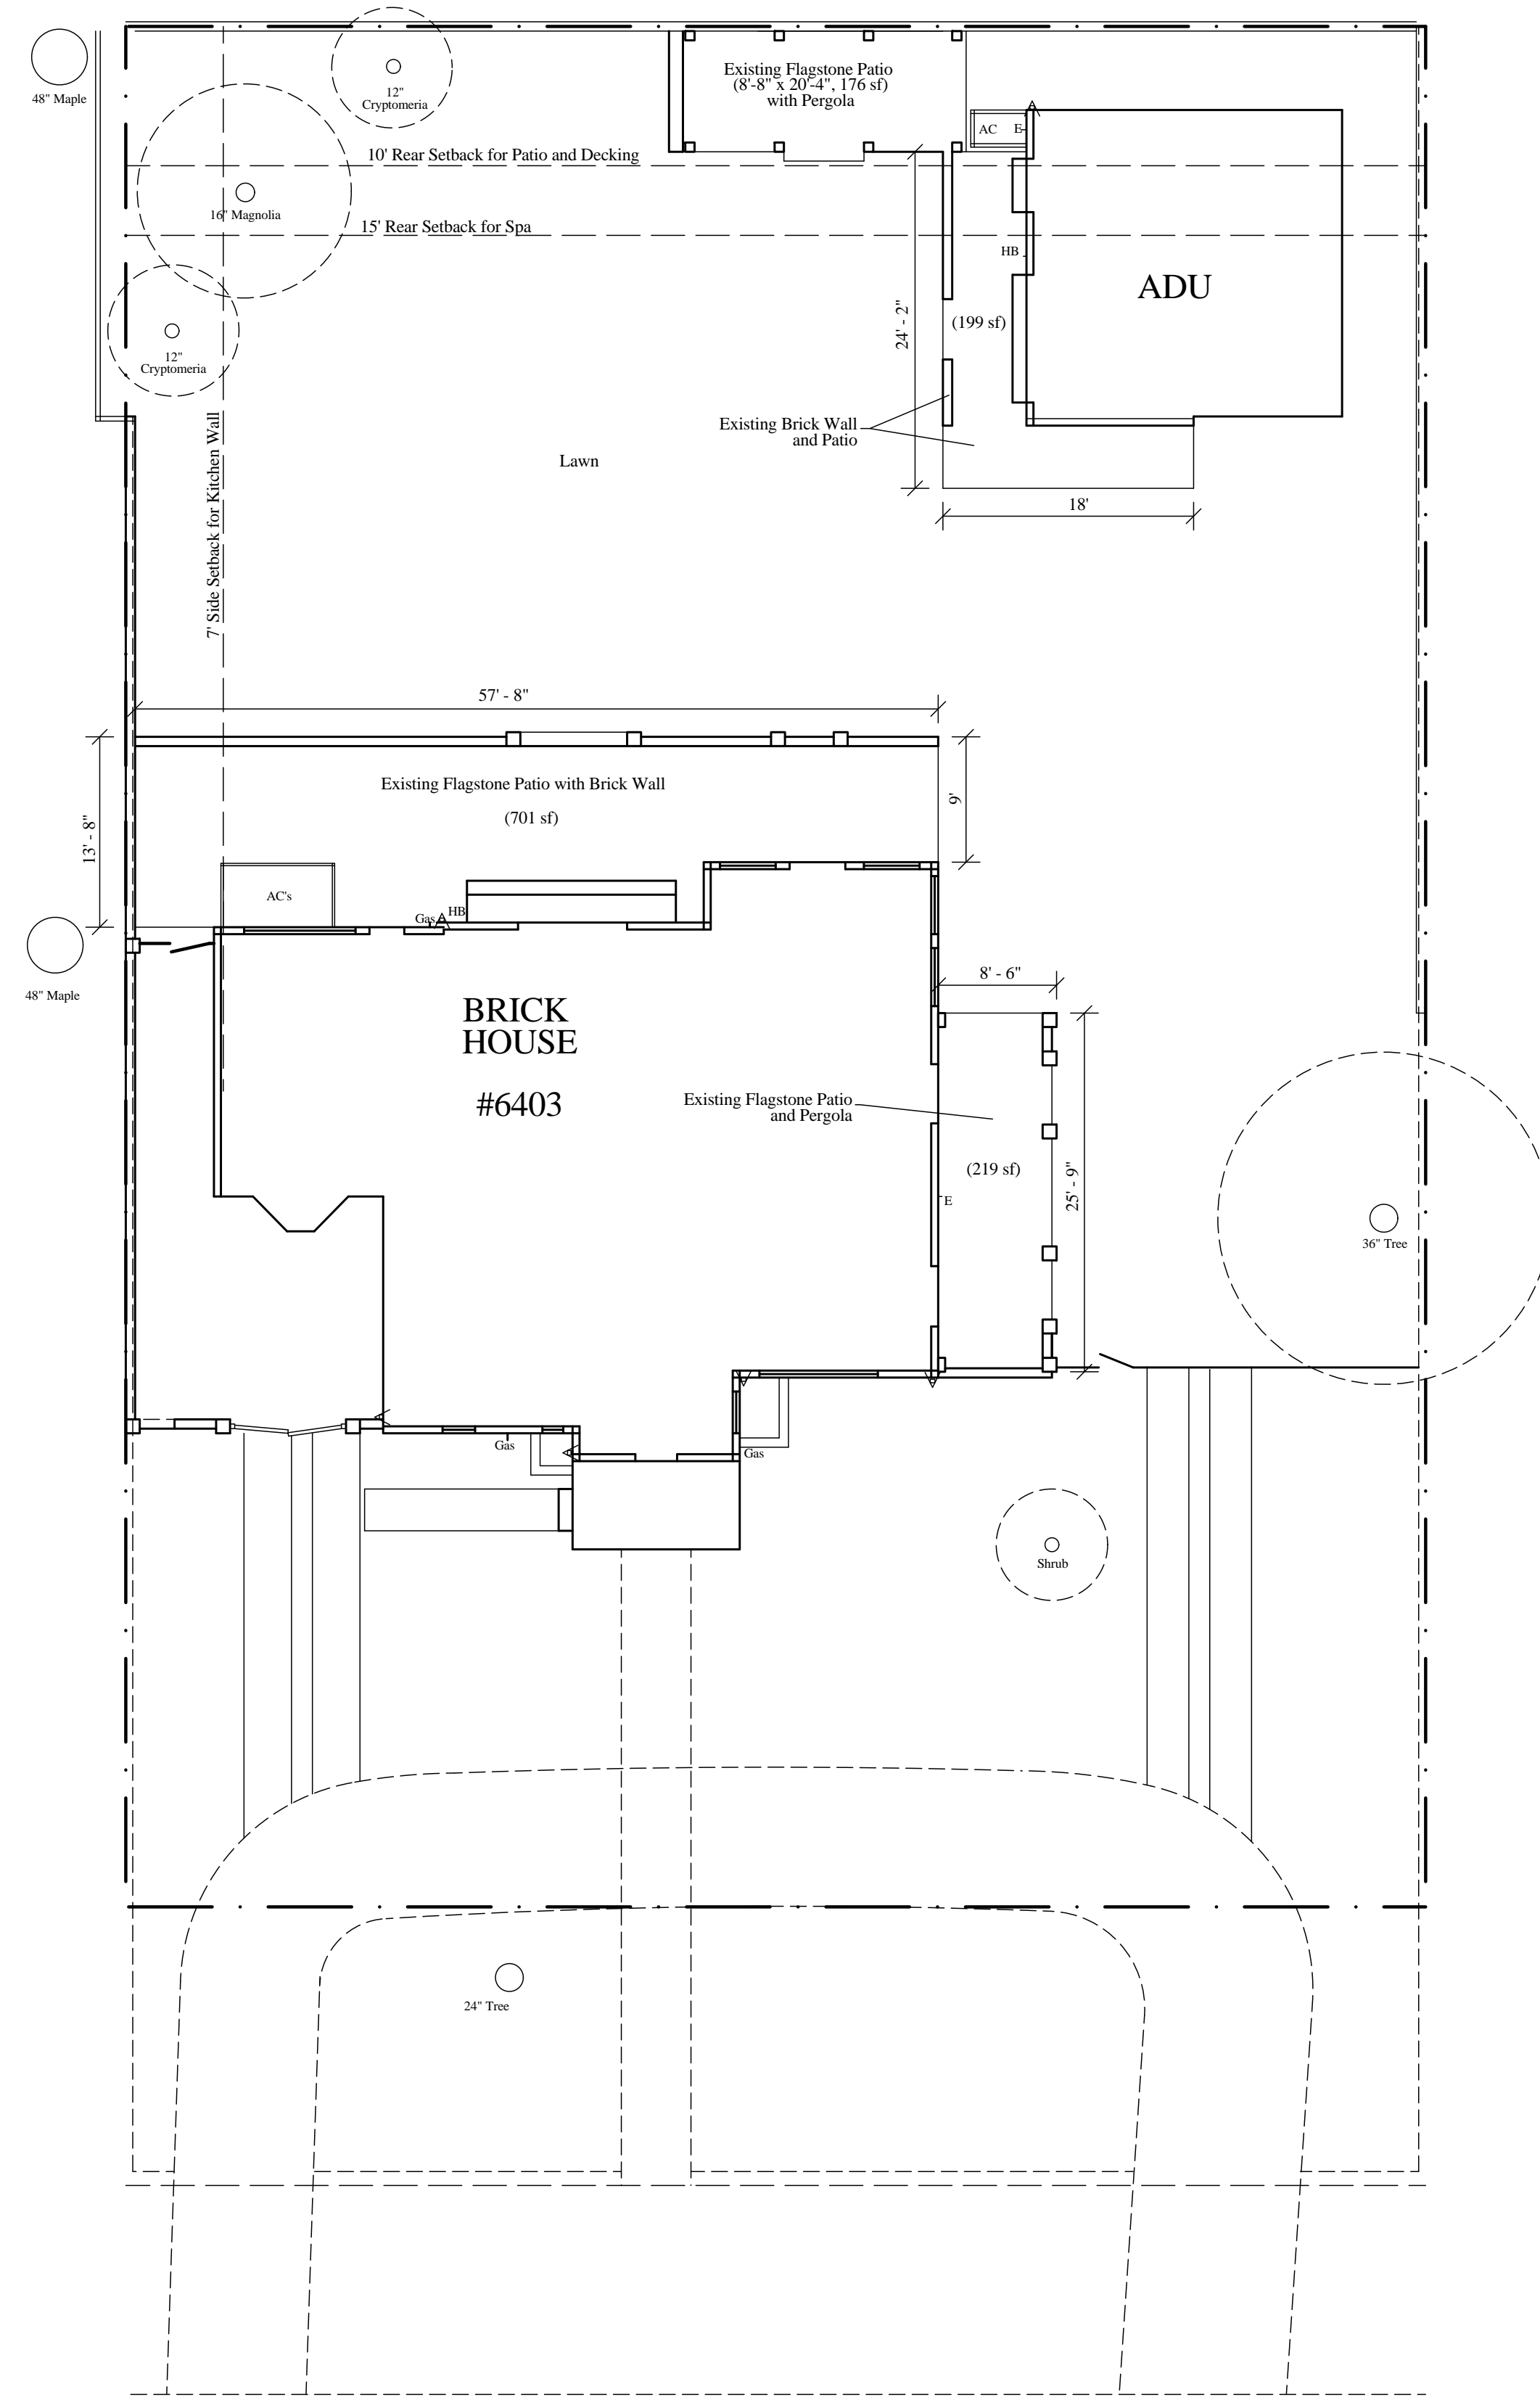 48" Maple
12"
Cryptomeria
Existing Flagstone Patio
(8'-8" x 20'-4", 176 sf)
with Pergola
AC
E
10' Rear Setback for Patio and Decking
16" Magnolia
15' Rear Setback for Spa
HB
ADU
24' - 2"
(199 sf)
12"
Cryptomeria
7' Side Setback for Kitchen Wall
Existing Brick Wall
and Patio
Lawn
18'
57' - 8"
Existing Flagstone Patio with Brick Wall
(701 sf)
9'
13' - 8"
AC's
Gas
HB
48" Maple
8' - 6"
BRICK
HOUSE
#6403
Existing Flagstone Patio
and Pergola
(219 sf)
25' - 9"
E
36" Tree
Gas
Gas
Shrub
24" Tree